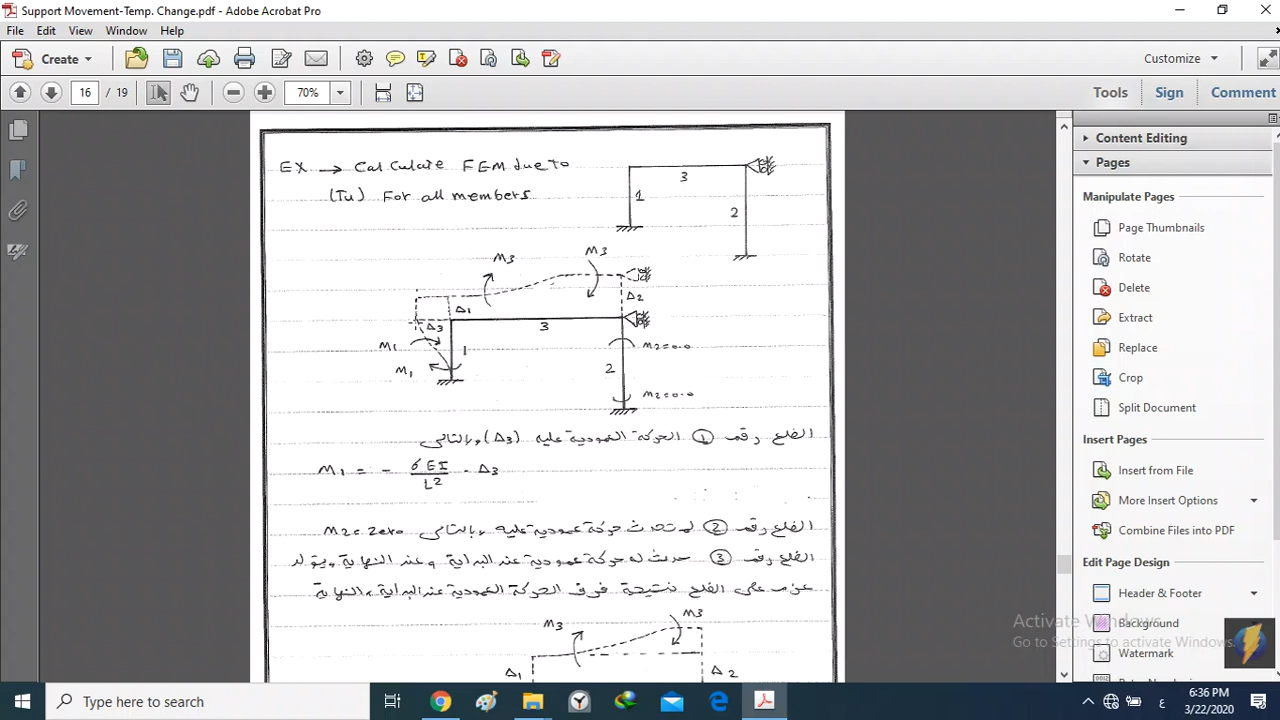 Support Movement-Temp. Change.pdf - Adobe Acrobat Pro
File Edit View Window Help
Create
Customize
16 / 19
70%
Tools Sign Comment
EX → Calculate FEM due to
(Tu) For all members
3
1
2
M3
M3
Δ1
Δ2
Δ3
3
M1
M1
1
2
M2=0.0
M2=0.0
الضلع رقم ① الحركة العمودية عليه (Δ3) وبالتالى
M1 = - 6EI/L2 . Δ3
الضلع رقم ② لم تحدث حركة عمودية عليه وبالتالى M2=Zero
الضلع رقم ③ حدث له حركة عمودية عند البداية وعند النهاية ويتولد
عزم على الضلع نتيجة فرق الحركة العمودية عند البداية والنهاية
M3
M3
Δ1
Δ2
Content Editing
Pages
Manipulate Pages
Page Thumbnails
Rotate
Delete
Extract
Replace
Crop
Split Document
Insert Pages
Insert from File
More Insert Options
Combine Files into PDF
Edit Page Design
Header & Footer
Background
Watermark
Activate Windows
Go to Settings to activate Windows.
Type here to search
ع
6:36 PM
3/22/2020